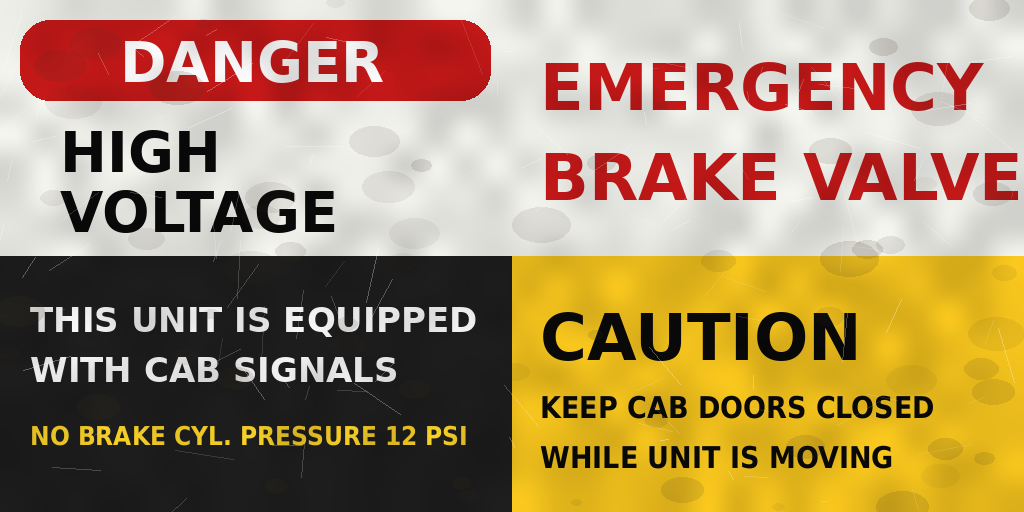 DANGER
HIGH
VOLTAGE
EMERGENCY
BRAKE VALVE
THIS UNIT IS EQUIPPED
WITH CAB SIGNALS
NO BRAKE CYL. PRESSURE 12 PSI
CAUTION
KEEP CAB DOORS CLOSED
WHILE UNIT IS MOVING